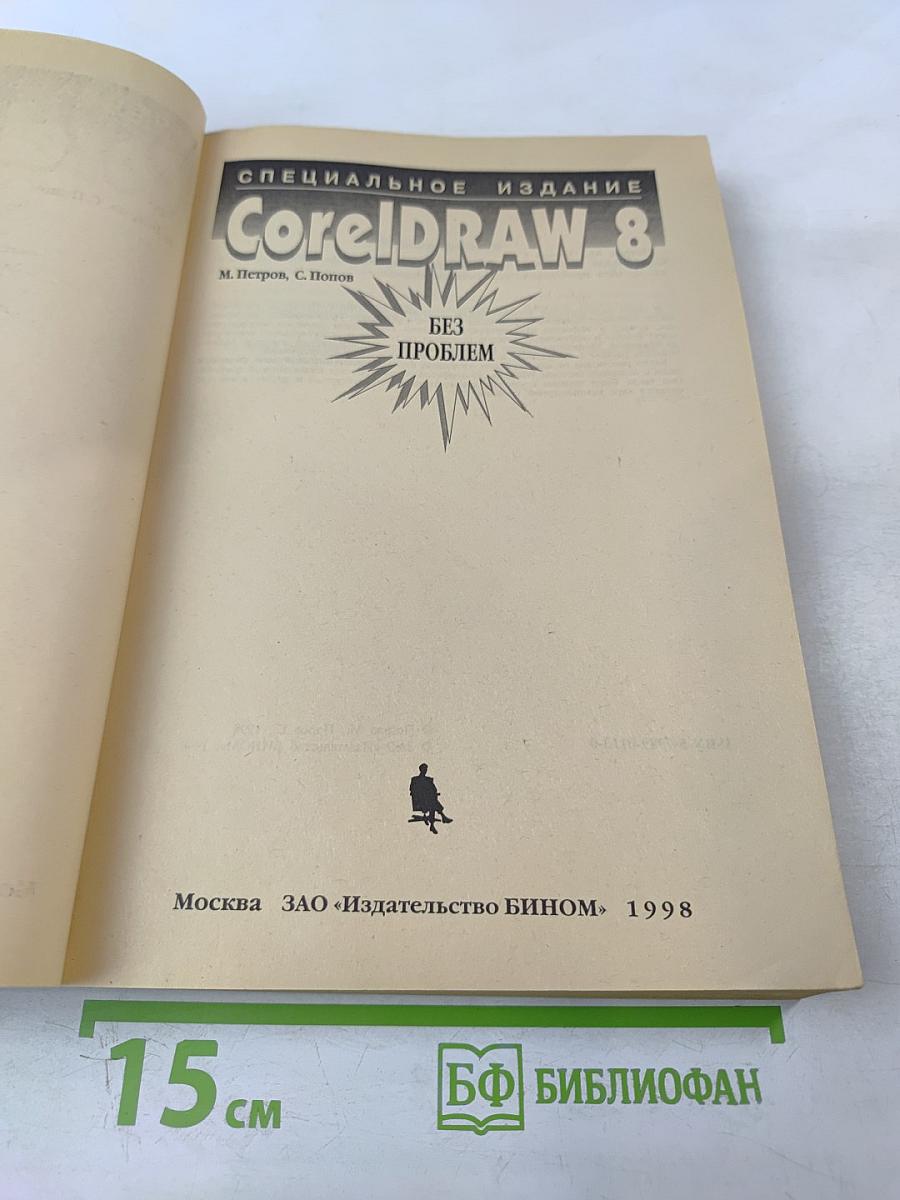 СПЕЦИАЛЬНОЕ ИЗДАНИЕ
CorelDRAW 8
М. Петров, С. Попов
БЕЗ
ПРОБЛЕМ
Москва ЗАО «Издательство БИНОМ» 1998
15 см
БФ БИБЛИОФАН